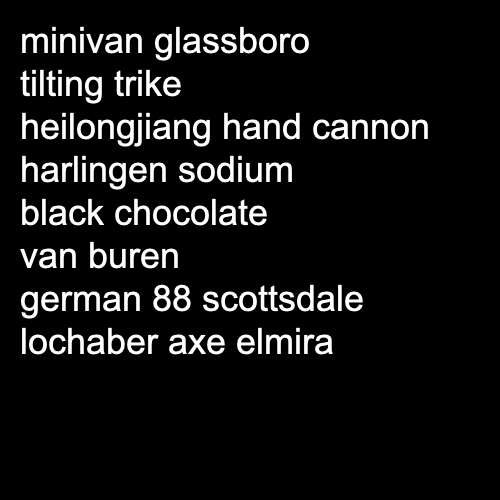 minivan glassboro
tilting trike
heilongjiang hand cannon
harlingen sodium
black chocolate
van buren
german 88 scottsdale
lochaber axe elmira